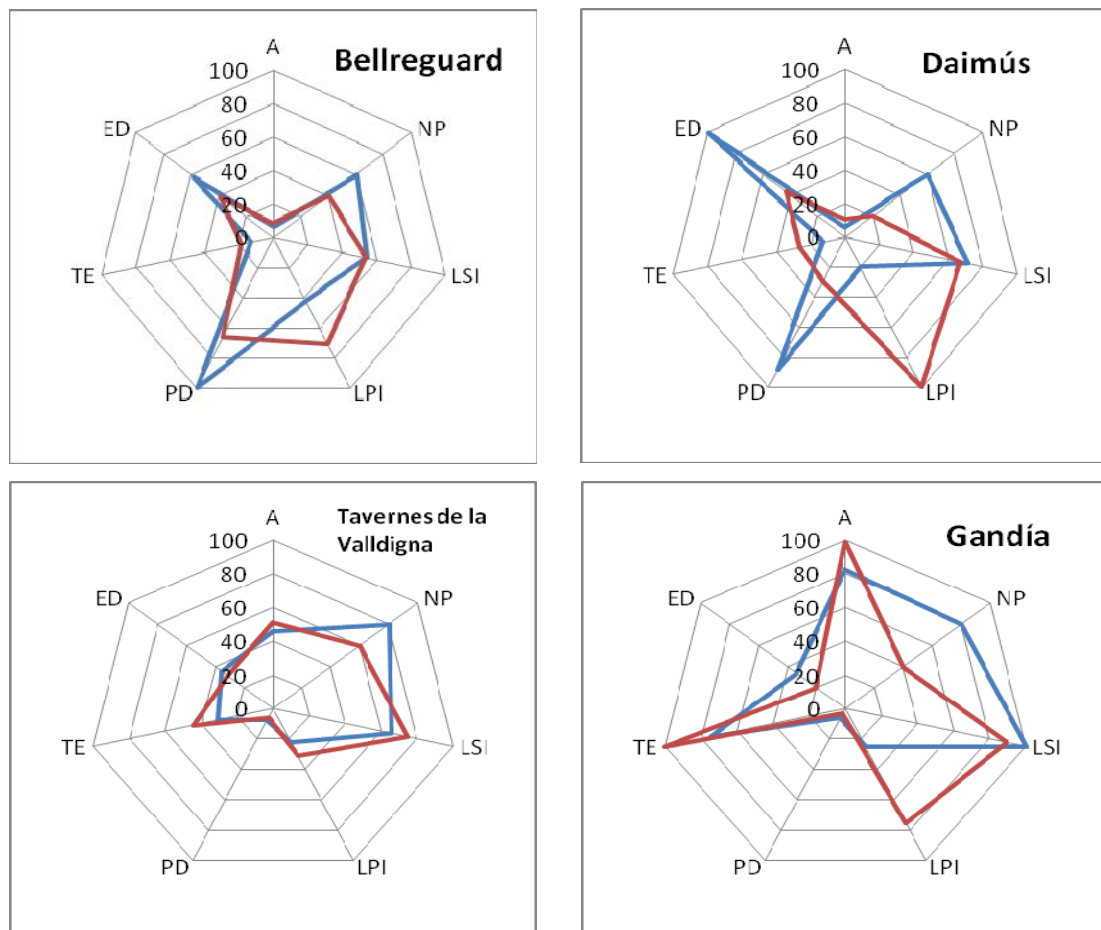 Bellreguard
A
NP
LSI
LPI
PD
TE
ED
100
80
60
40
20
0
Daimús
A
NP
LSI
LPI
PD
TE
ED
100
80
60
40
20
0
Tavernes de la
Valldigna
A
NP
LSI
LPI
PD
TE
ED
100
80
60
40
20
0
Gandía
A
NP
LSI
LPI
PD
TE
ED
100
80
60
40
20
0